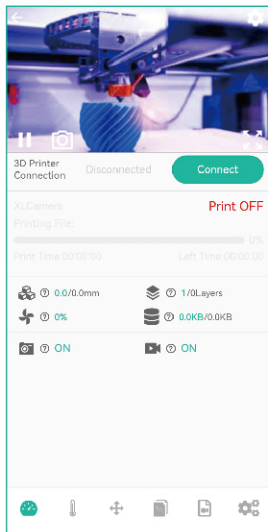 3D Printer
Connection
Disconnected
Connect
XLCamera
Print OFF
Printing File:
0%
Print Time:00:00:00
Left Time:00:00:00
0.0/0.0mm
1/0Layers
0%
0.0KB/0.0KB
ON
ON